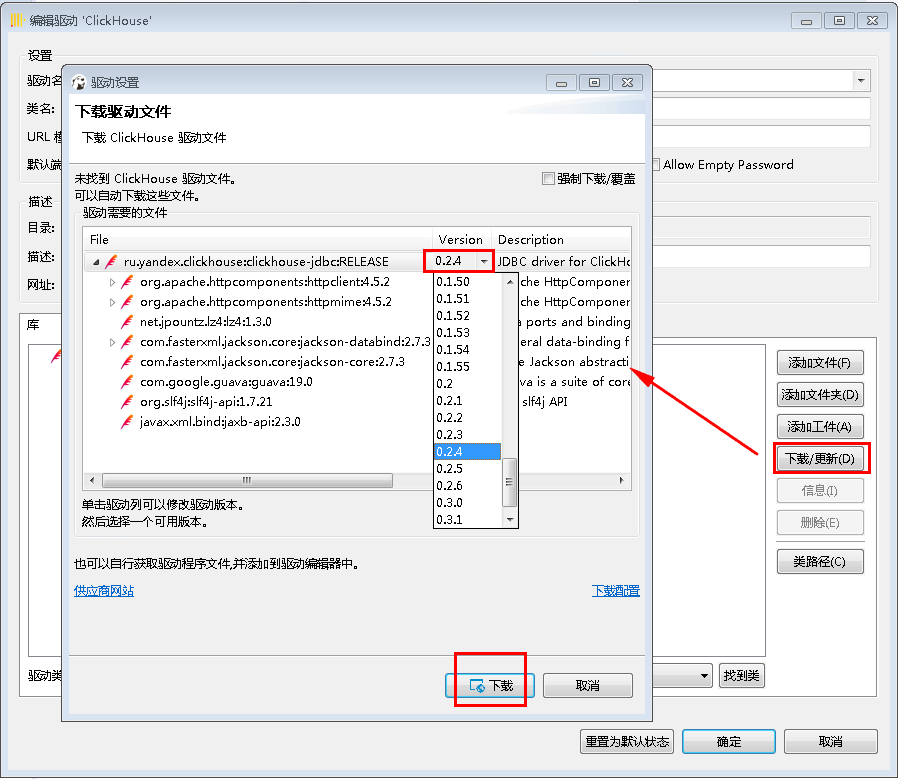 编辑驱动 'ClickHouse'
设置
驱动名
类名:
URL 模
默认端
Allow Empty Password
描述
目录:
描述:
网址:
库
驱动设置
下载驱动文件
下载 ClickHouse 驱动文件
未找到 ClickHouse 驱动文件。
可以自动下载这些文件。
强制下载/覆盖
驱动需要的文件
File Version Description
ru.yandex.clickhouse:clickhouse-jdbc:RELEASE 0.2.4 JDBC driver for ClickHo
org.apache.httpcomponents:httpclient:4.5.2 che HttpComponer
org.apache.httpcomponents:httpmime:4.5.2 che HttpComponer
net.jpountz.lz4:lz4:1.3.0 a ports and binding
com.fasterxml.jackson.core:jackson-databind:2.7.3 eral data-binding f
com.fasterxml.jackson.core:jackson-core:2.7.3 e Jackson abstracti
com.google.guava:guava:19.0 va is a suite of core
org.slf4j:slf4j-api:1.7.21 slf4j API
javax.xml.bind:jaxb-api:2.3.0
0.1.50
0.1.51
0.1.52
0.1.53
0.1.54
0.1.55
0.2
0.2.1
0.2.2
0.2.3
0.2.4
0.2.5
0.2.6
0.3.0
0.3.1
单击驱动列可以修改驱动版本。
然后选择一个可用版本。
也可以自行获取驱动程序文件,并添加到驱动编辑器中。
供应商网站 下载配置
下载 取消
添加文件(F)
添加文件夹(D)
添加工件(A)
下载/更新(D)
信息(I)
删除(E)
类路径(C)
驱动类 找到类
重置为默认状态 确定 取消